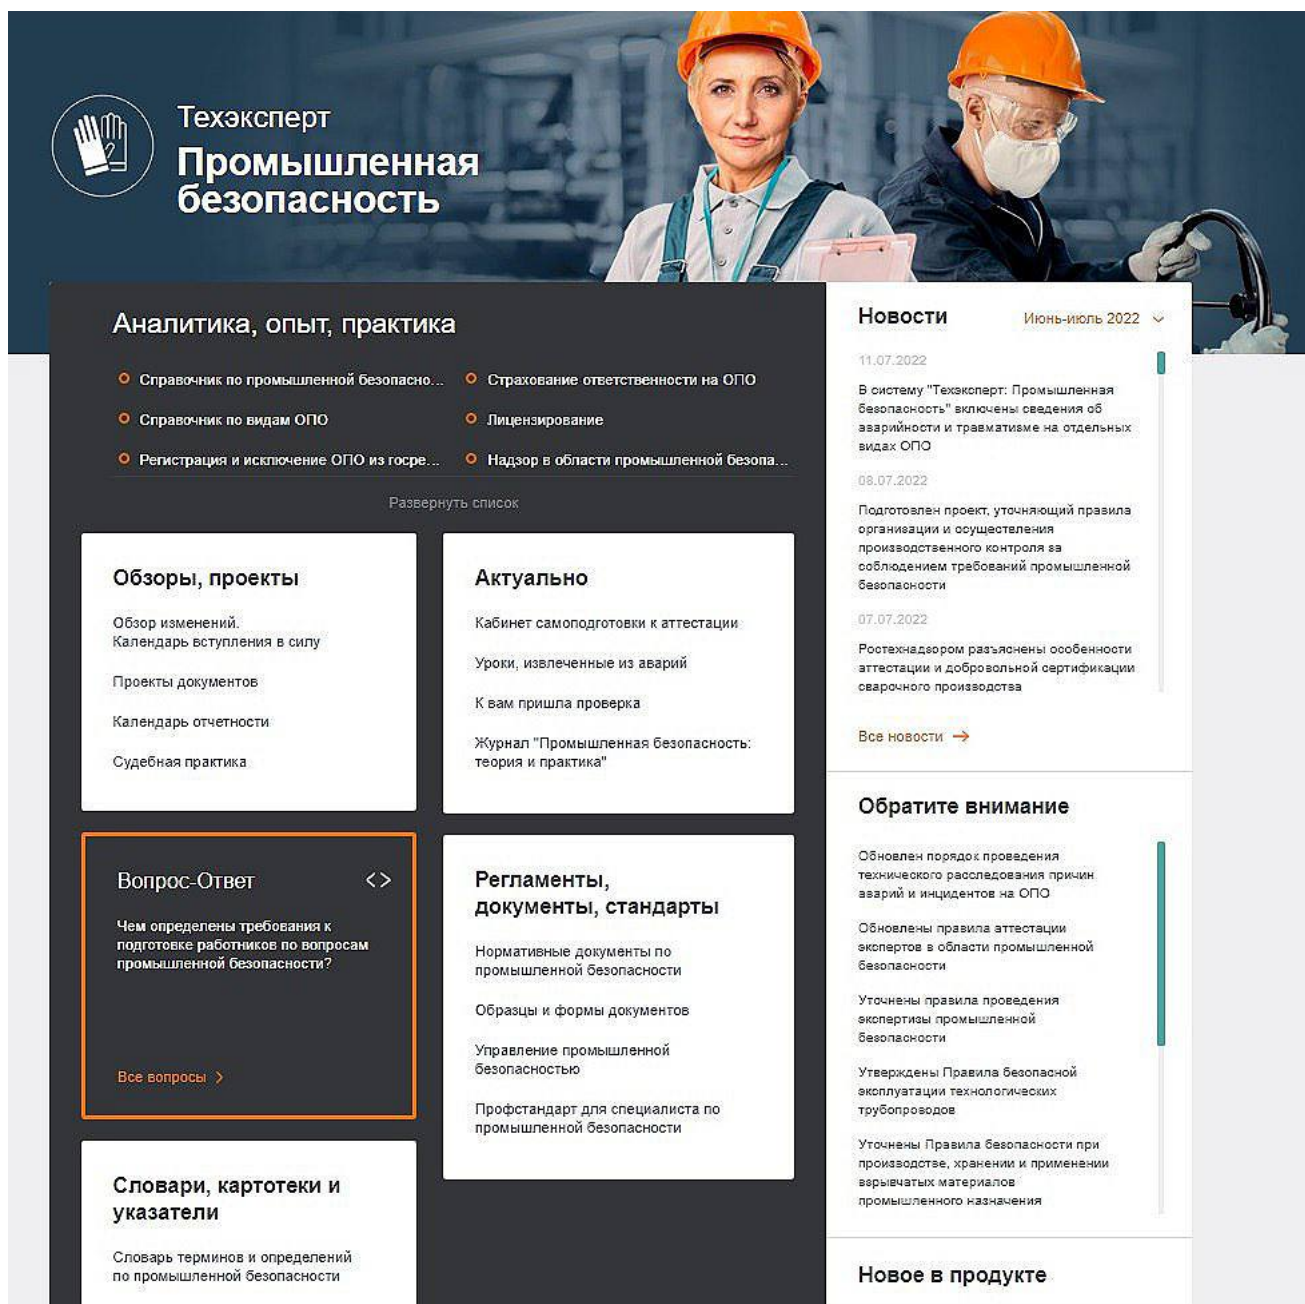 Техэксперт
Промышленная
безопасность
Аналитика, опыт, практика
Справочник по промышленной безопасно...
Справочник по видам ОПО
Регистрация и исключение ОПО из госре...
Страхование ответственности на ОПО
Лицензирование
Надзор в области промышленной безопа...
Развернуть список
Обзоры, проекты
Обзор изменений.
Календарь вступления в силу
Проекты документов
Календарь отчетности
Судебная практика
Актуально
Кабинет самоподготовки к аттестации
Уроки, извлеченные из аварий
К вам пришла проверка
Журнал "Промышленная безопасность:
теория и практика"
Вопрос-Ответ
Чем определены требования к
подготовке работников по вопросам
промышленной безопасности?
Все вопросы
Регламенты,
документы, стандарты
Нормативные документы по
промышленной безопасности
Образцы и формы документов
Управление промышленной
безопасностью
Профстандарт для специалиста по
промышленной безопасности
Словари, картотеки и
указатели
Словарь терминов и определений
по промышленной безопасности
Новости
Июнь-июль 2022
11.07.2022
В систему "Техэксперт: Промышленная
безопасность" включены сведения об
аварийности и травматизме на отдельных
видах ОПО
08.07.2022
Подготовлен проект, уточняющий правила
организации и осуществления
производственного контроля за
соблюдением требований промышленной
безопасности
07.07.2022
Ростехнадзором разъяснены особенности
аттестации и добровольной сертификации
сварочного производства
Все новости
Обратите внимание
Обновлен порядок проведения
технического расследования причин
аварий и инцидентов на ОПО
Обновлены правила аттестации
экспертов в области промышленной
безопасности
Уточнены правила проведения
экспертизы промышленной
безопасности
Утверждены Правила безопасной
эксплуатации технологических
трубопроводов
Уточнены Правила безопасности при
производстве, хранении и применении
взрывчатых материалов
промышленного назначения
Новое в продукте